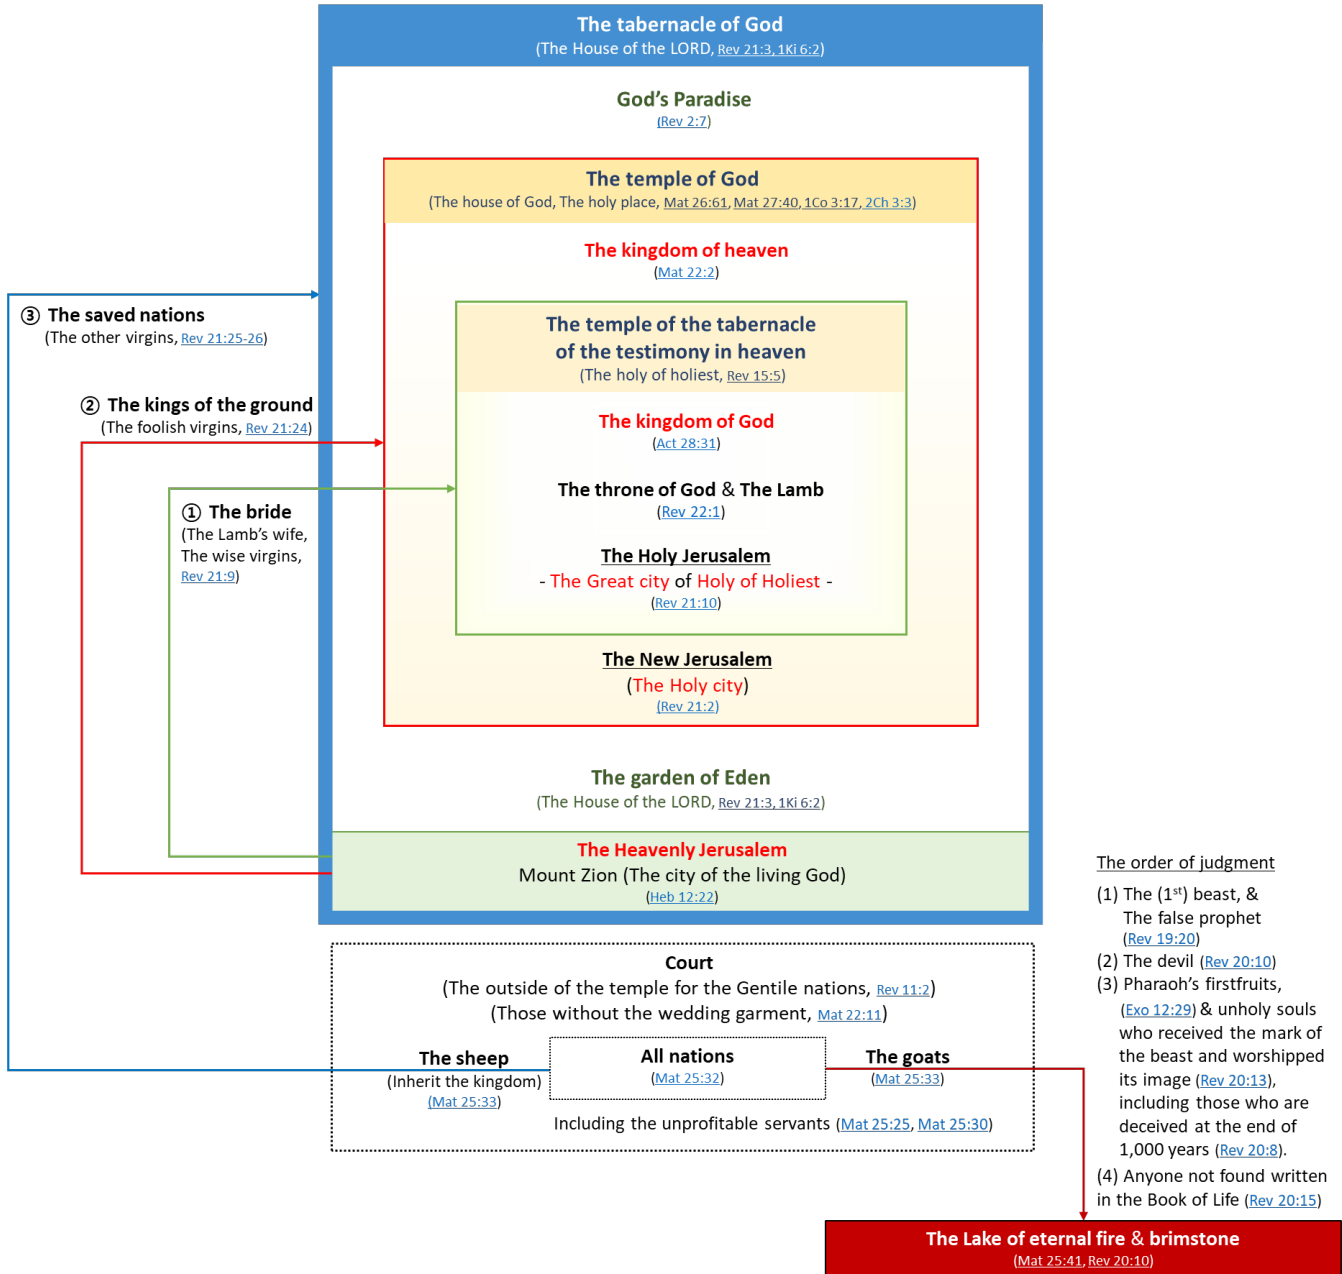 The tabernacle of God
(The House of the LORD, Rev 21:3, 1Ki 6:2)
God's Paradise
(Rev 2:7)
The temple of God
(The house of God, The holy place, Mat 26:61, Mat 27:40, 1Co 3:17, 2Ch 3:3)
The kingdom of heaven
(Mat 22:2)
③ The saved nations
(The other virgins, Rev 21:25-26)
The temple of the tabernacle
of the testimony in heaven
(The holy of holiest, Rev 15:5)
② The kings of the ground
(The foolish virgins, Rev 21:24)
The kingdom of God
(Act 28:31)
The throne of God & The Lamb
(Rev 22:1)
① The bride
(The Lamb's wife,
The wise virgins,
Rev 21:9)
The Holy Jerusalem
- The Great city of Holy of Holiest -
(Rev 21:10)
The New Jerusalem
(The Holy city)
(Rev 21:2)
The garden of Eden
(The House of the LORD, Rev 21:3, 1Ki 6:2)
The Heavenly Jerusalem
Mount Zion (The city of the living God)
(Heb 12:22)
Court
(The outside of the temple for the Gentile nations, Rev 11:2)
(Those without the wedding garment, Mat 22:11)
The sheep
(Inherit the kingdom)
(Mat 25:33)
All nations
(Mat 25:32)
The goats
(Mat 25:33)
Including the unprofitable servants (Mat 25:25, Mat 25:30)
The order of judgment
(1) The (1st) beast, &
The false prophet
(Rev 19:20)
(2) The devil (Rev 20:10)
(3) Pharaoh's firstfruits,
(Exo 12:29) & unholy souls
who received the mark of
the beast and worshipped
its image (Rev 20:13),
including those who are
deceived at the end of
1,000 years (Rev 20:8).
(4) Anyone not found written
in the Book of Life (Rev 20:15)
The Lake of eternal fire & brimstone
(Mat 25:41, Rev 20:10)